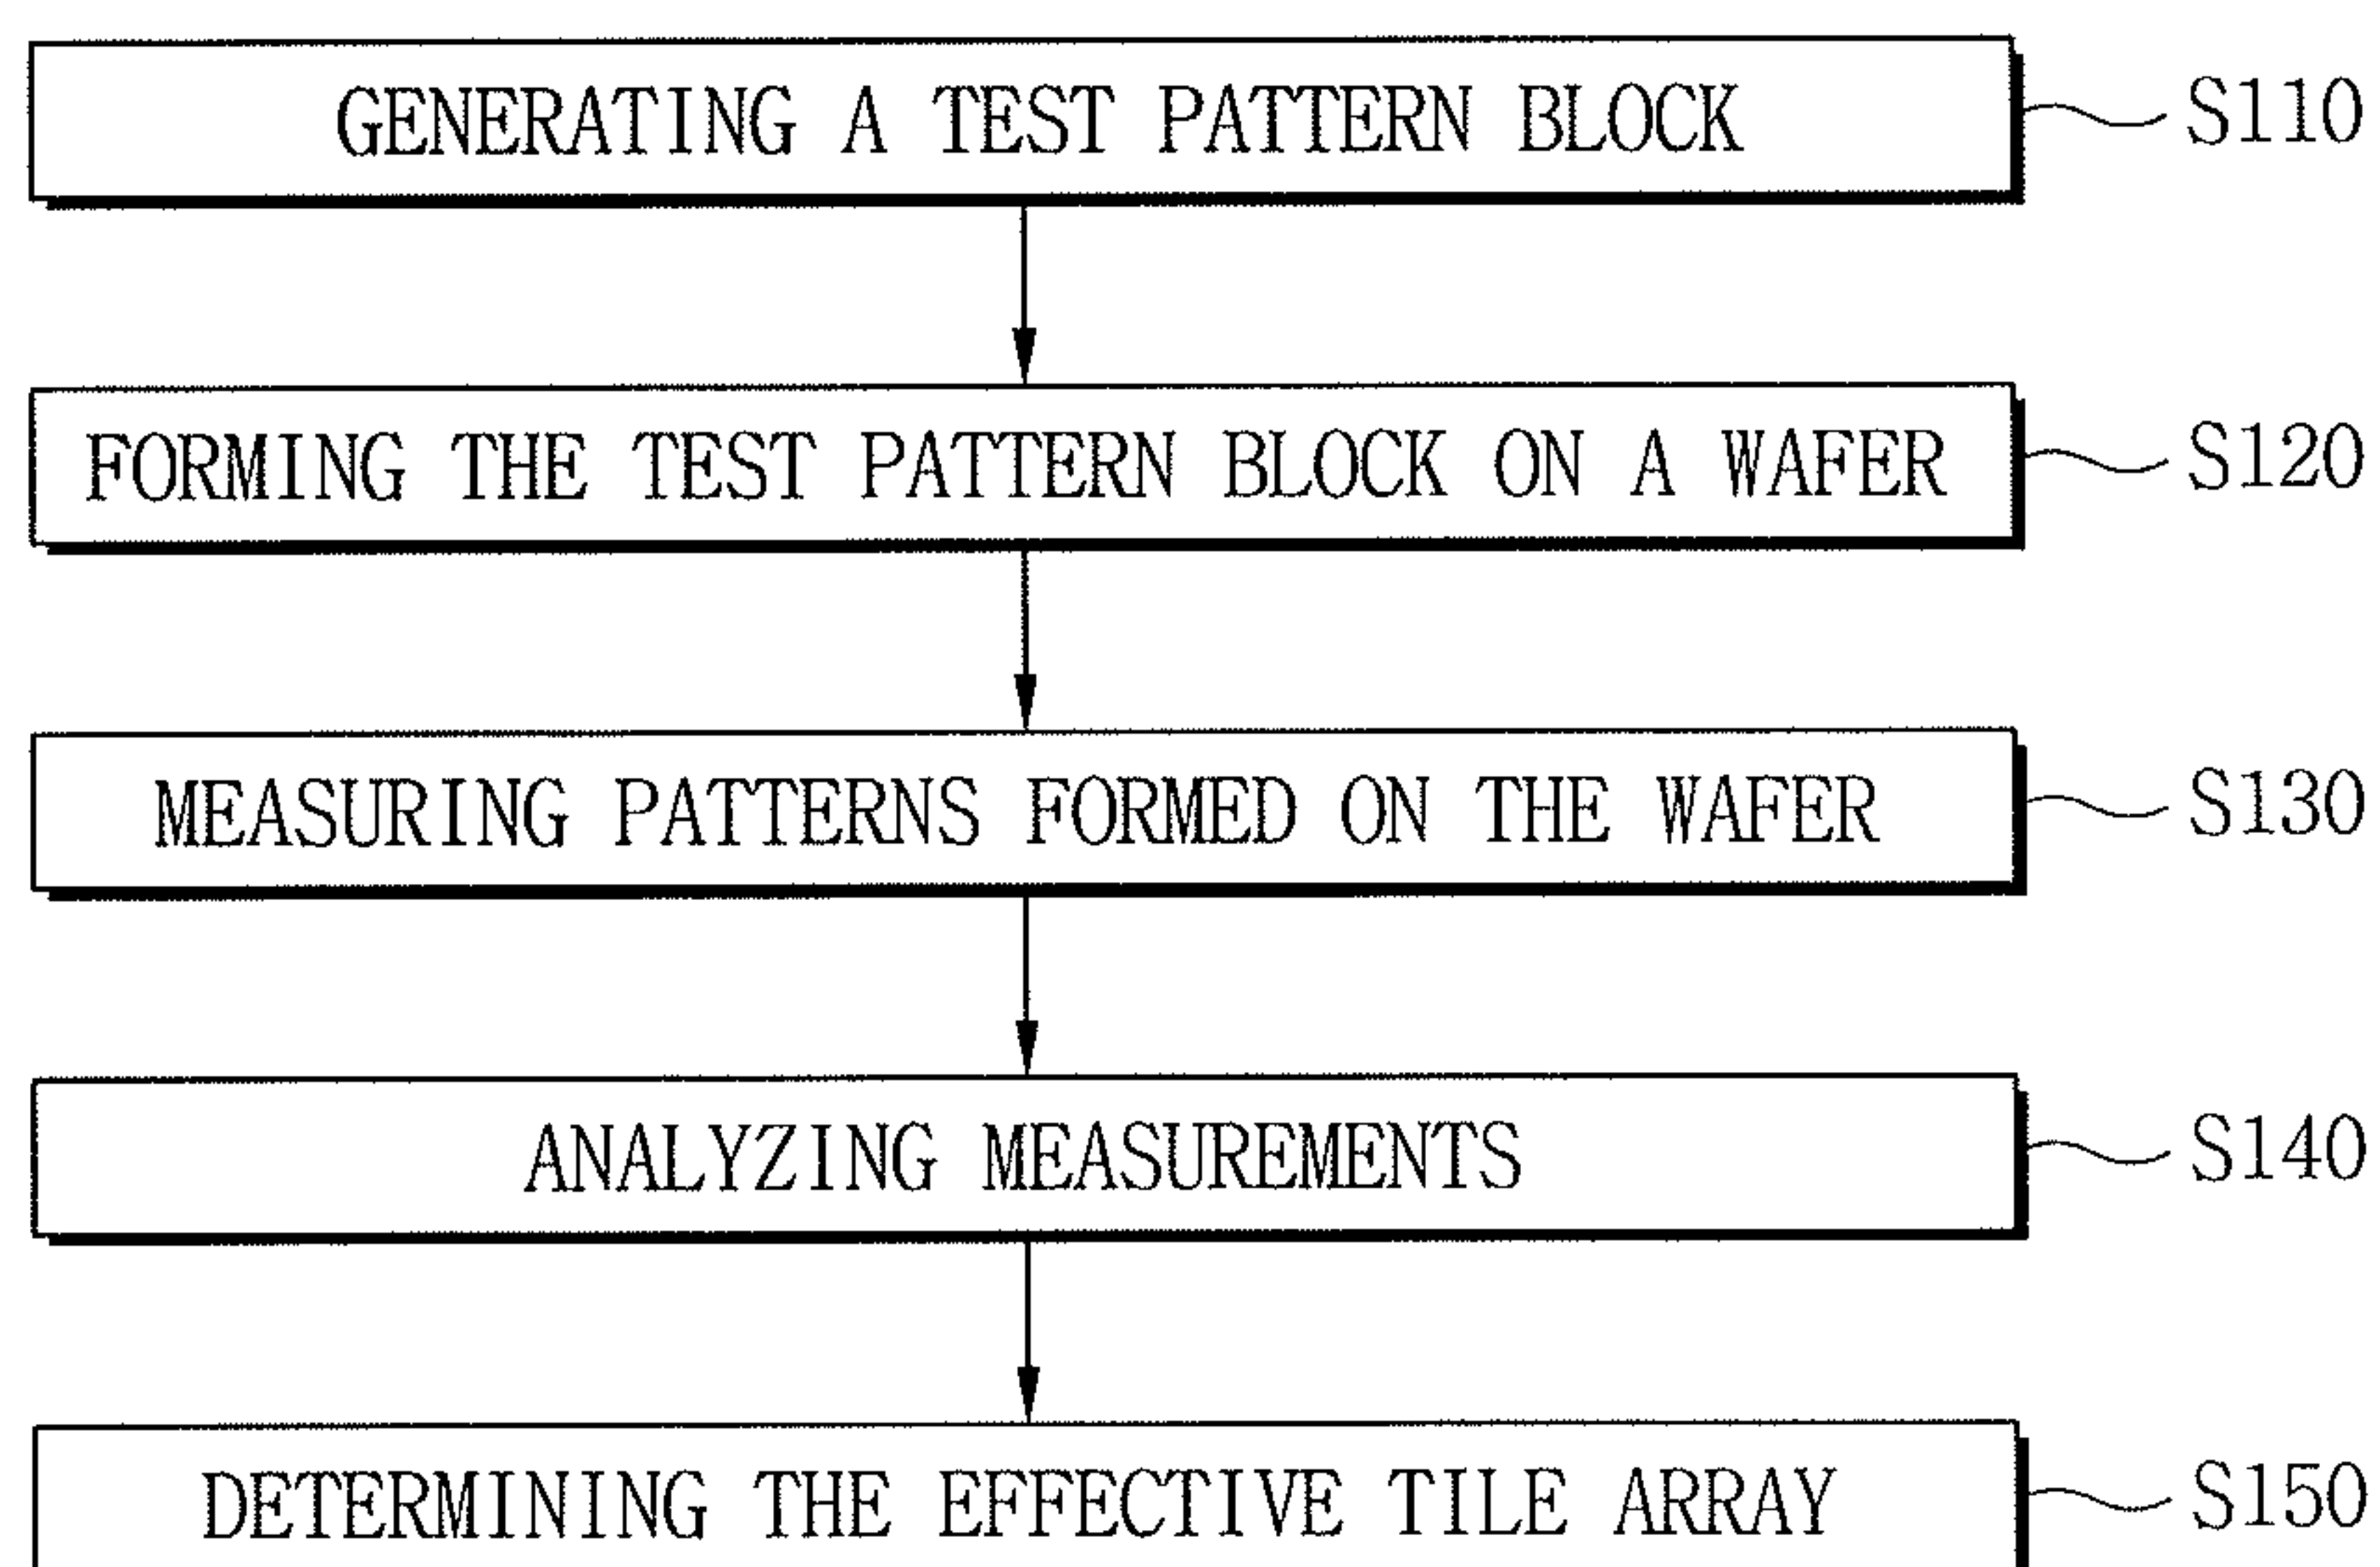 GENERATING A TEST PATTERN BLOCK S110
FORMING THE TEST PATTERN BLOCK ON A WAFER S120
MEASURING PATTERNS FORMED ON THE WAFER S130
ANALYZING MEASUREMENTS S140
DETERMINING THE EFFECTIVE TILE ARRAY S150